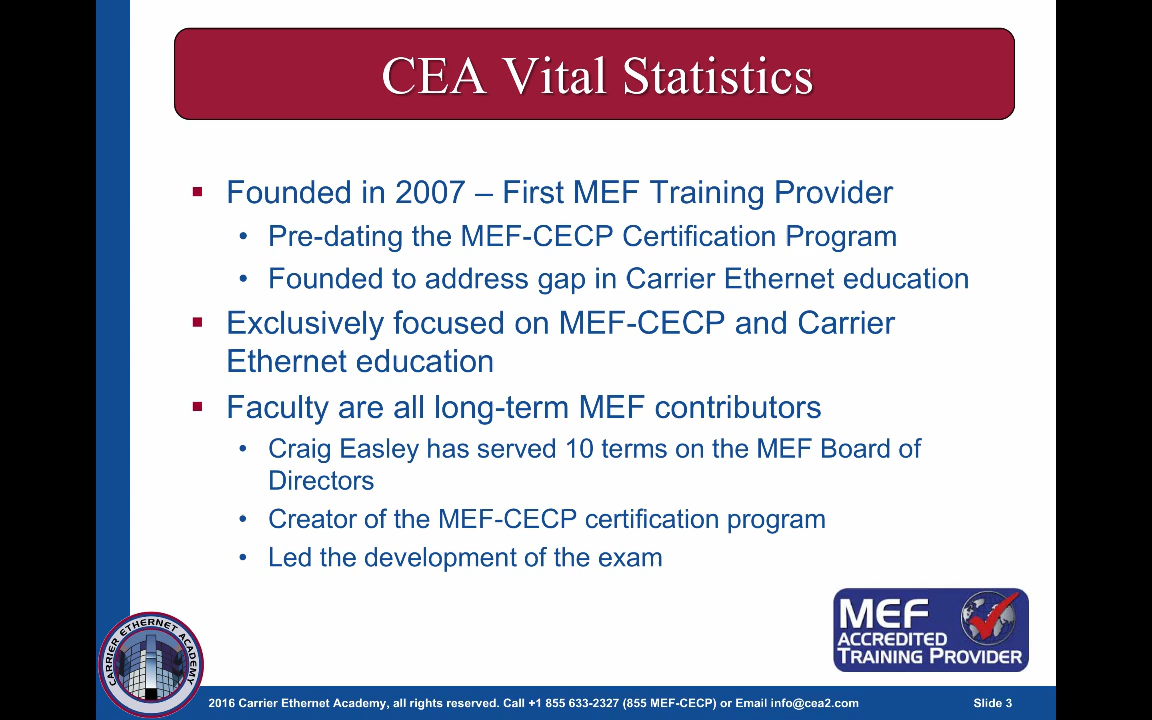 CEA Vital Statistics
▪ Founded in 2007 – First MEF Training Provider
• Pre-dating the MEF-CECP Certification Program
• Founded to address gap in Carrier Ethernet education
▪ Exclusively focused on MEF-CECP and Carrier
Ethernet education
▪ Faculty are all long-term MEF contributors
• Craig Easley has served 10 terms on the MEF Board of
Directors
• Creator of the MEF-CECP certification program
• Led the development of the exam
MEF
ACCREDITED
TRAINING PROVIDER
CARRIER ETHERNET ACADEMY
2016 Carrier Ethernet Academy, all rights reserved. Call +1 855 633-2327 (855 MEF-CECP) or Email info@cea2.com
Slide 3